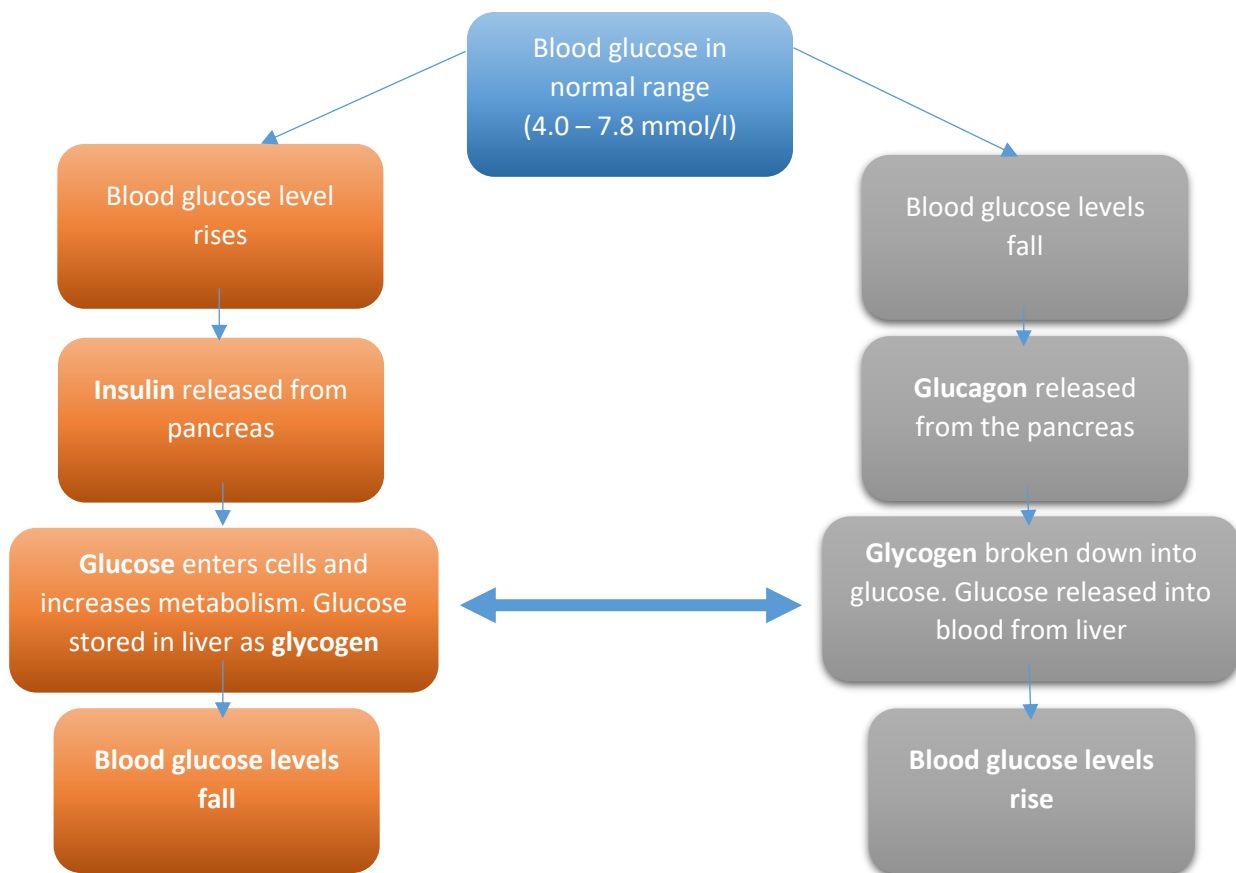 Blood glucose in
normal range
(4.0 – 7.8 mmol/l)
Blood glucose level
rises
Insulin released from
pancreas
Glucose enters cells and
increases metabolism. Glucose
stored in liver as glycogen
Blood glucose levels
fall
Blood glucose levels
fall
Glucagon released
from the pancreas
Glycogen broken down into
glucose. Glucose released into
blood from liver
Blood glucose levels
rise